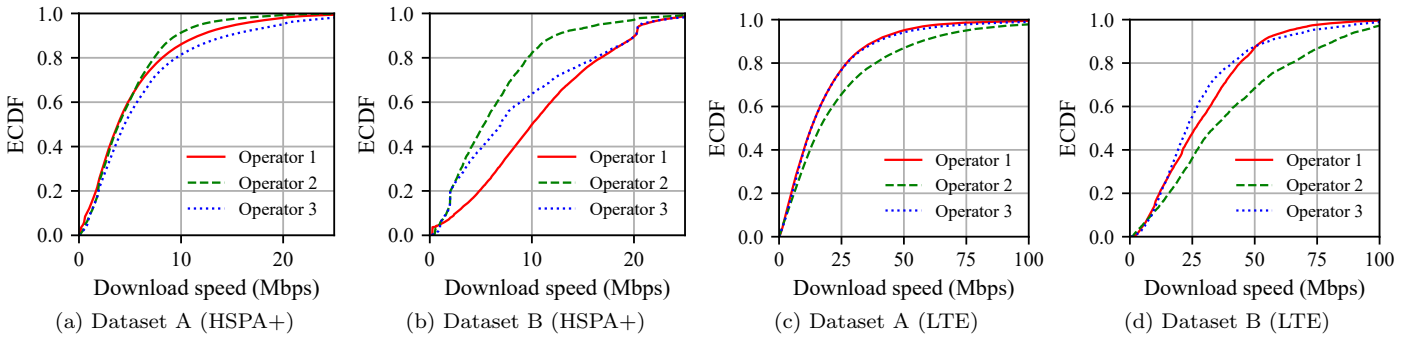 ECDF
1.0
0.8
0.6
0.4
0.2
0.0
0
10
20
Operator 1
Operator 2
Operator 3
Download speed (Mbps)
(a) Dataset A (HSPA+)
ECDF
1.0
0.8
0.6
0.4
0.2
0.0
0
10
20
Operator 1
Operator 2
Operator 3
Download speed (Mbps)
(b) Dataset B (HSPA+)
ECDF
1.0
0.8
0.6
0.4
0.2
0.0
0
25
50
75
100
Operator 1
Operator 2
Operator 3
Download speed (Mbps)
(c) Dataset A (LTE)
ECDF
1.0
0.8
0.6
0.4
0.2
0.0
0
25
50
75
100
Operator 1
Operator 2
Operator 3
Download speed (Mbps)
(d) Dataset B (LTE)